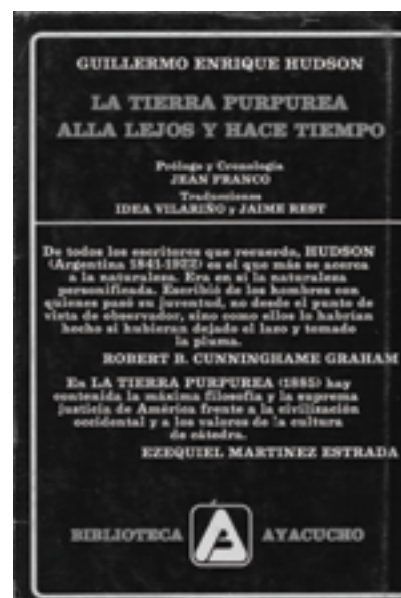 GUILLERMO ENRIQUE HUDSON
LA TIERRA PURPUREA
ALLA LEJOS Y HACE TIEMPO
Prólogo y Cronología
JEAN FRANCO
Traducciones
IDEA VILARIÑO y JAIME REST
De todos los escritores que recuerdo, HUDSON
(Argentina 1841-1922) es el que más se acerca
a la naturaleza. Era en sí la naturaleza
personificada. Escribió de los hombres con
quienes pasó su juventud, no desde el punto de
vista de observador, sino como ellos lo habrían
hecho si hubieran dejado el lazo y tomado
la pluma.
ROBERT B. CUNNINGHAME GRAHAM
En LA TIERRA PURPUREA (1885) hay
contenida la máxima filosofía y la suprema
justicia de América frente a la civilización
occidental y a los valores de la cultura
de cátedra.
EZEQUIEL MARTINEZ ESTRADA
BIBLIOTECA A AYACUCHO